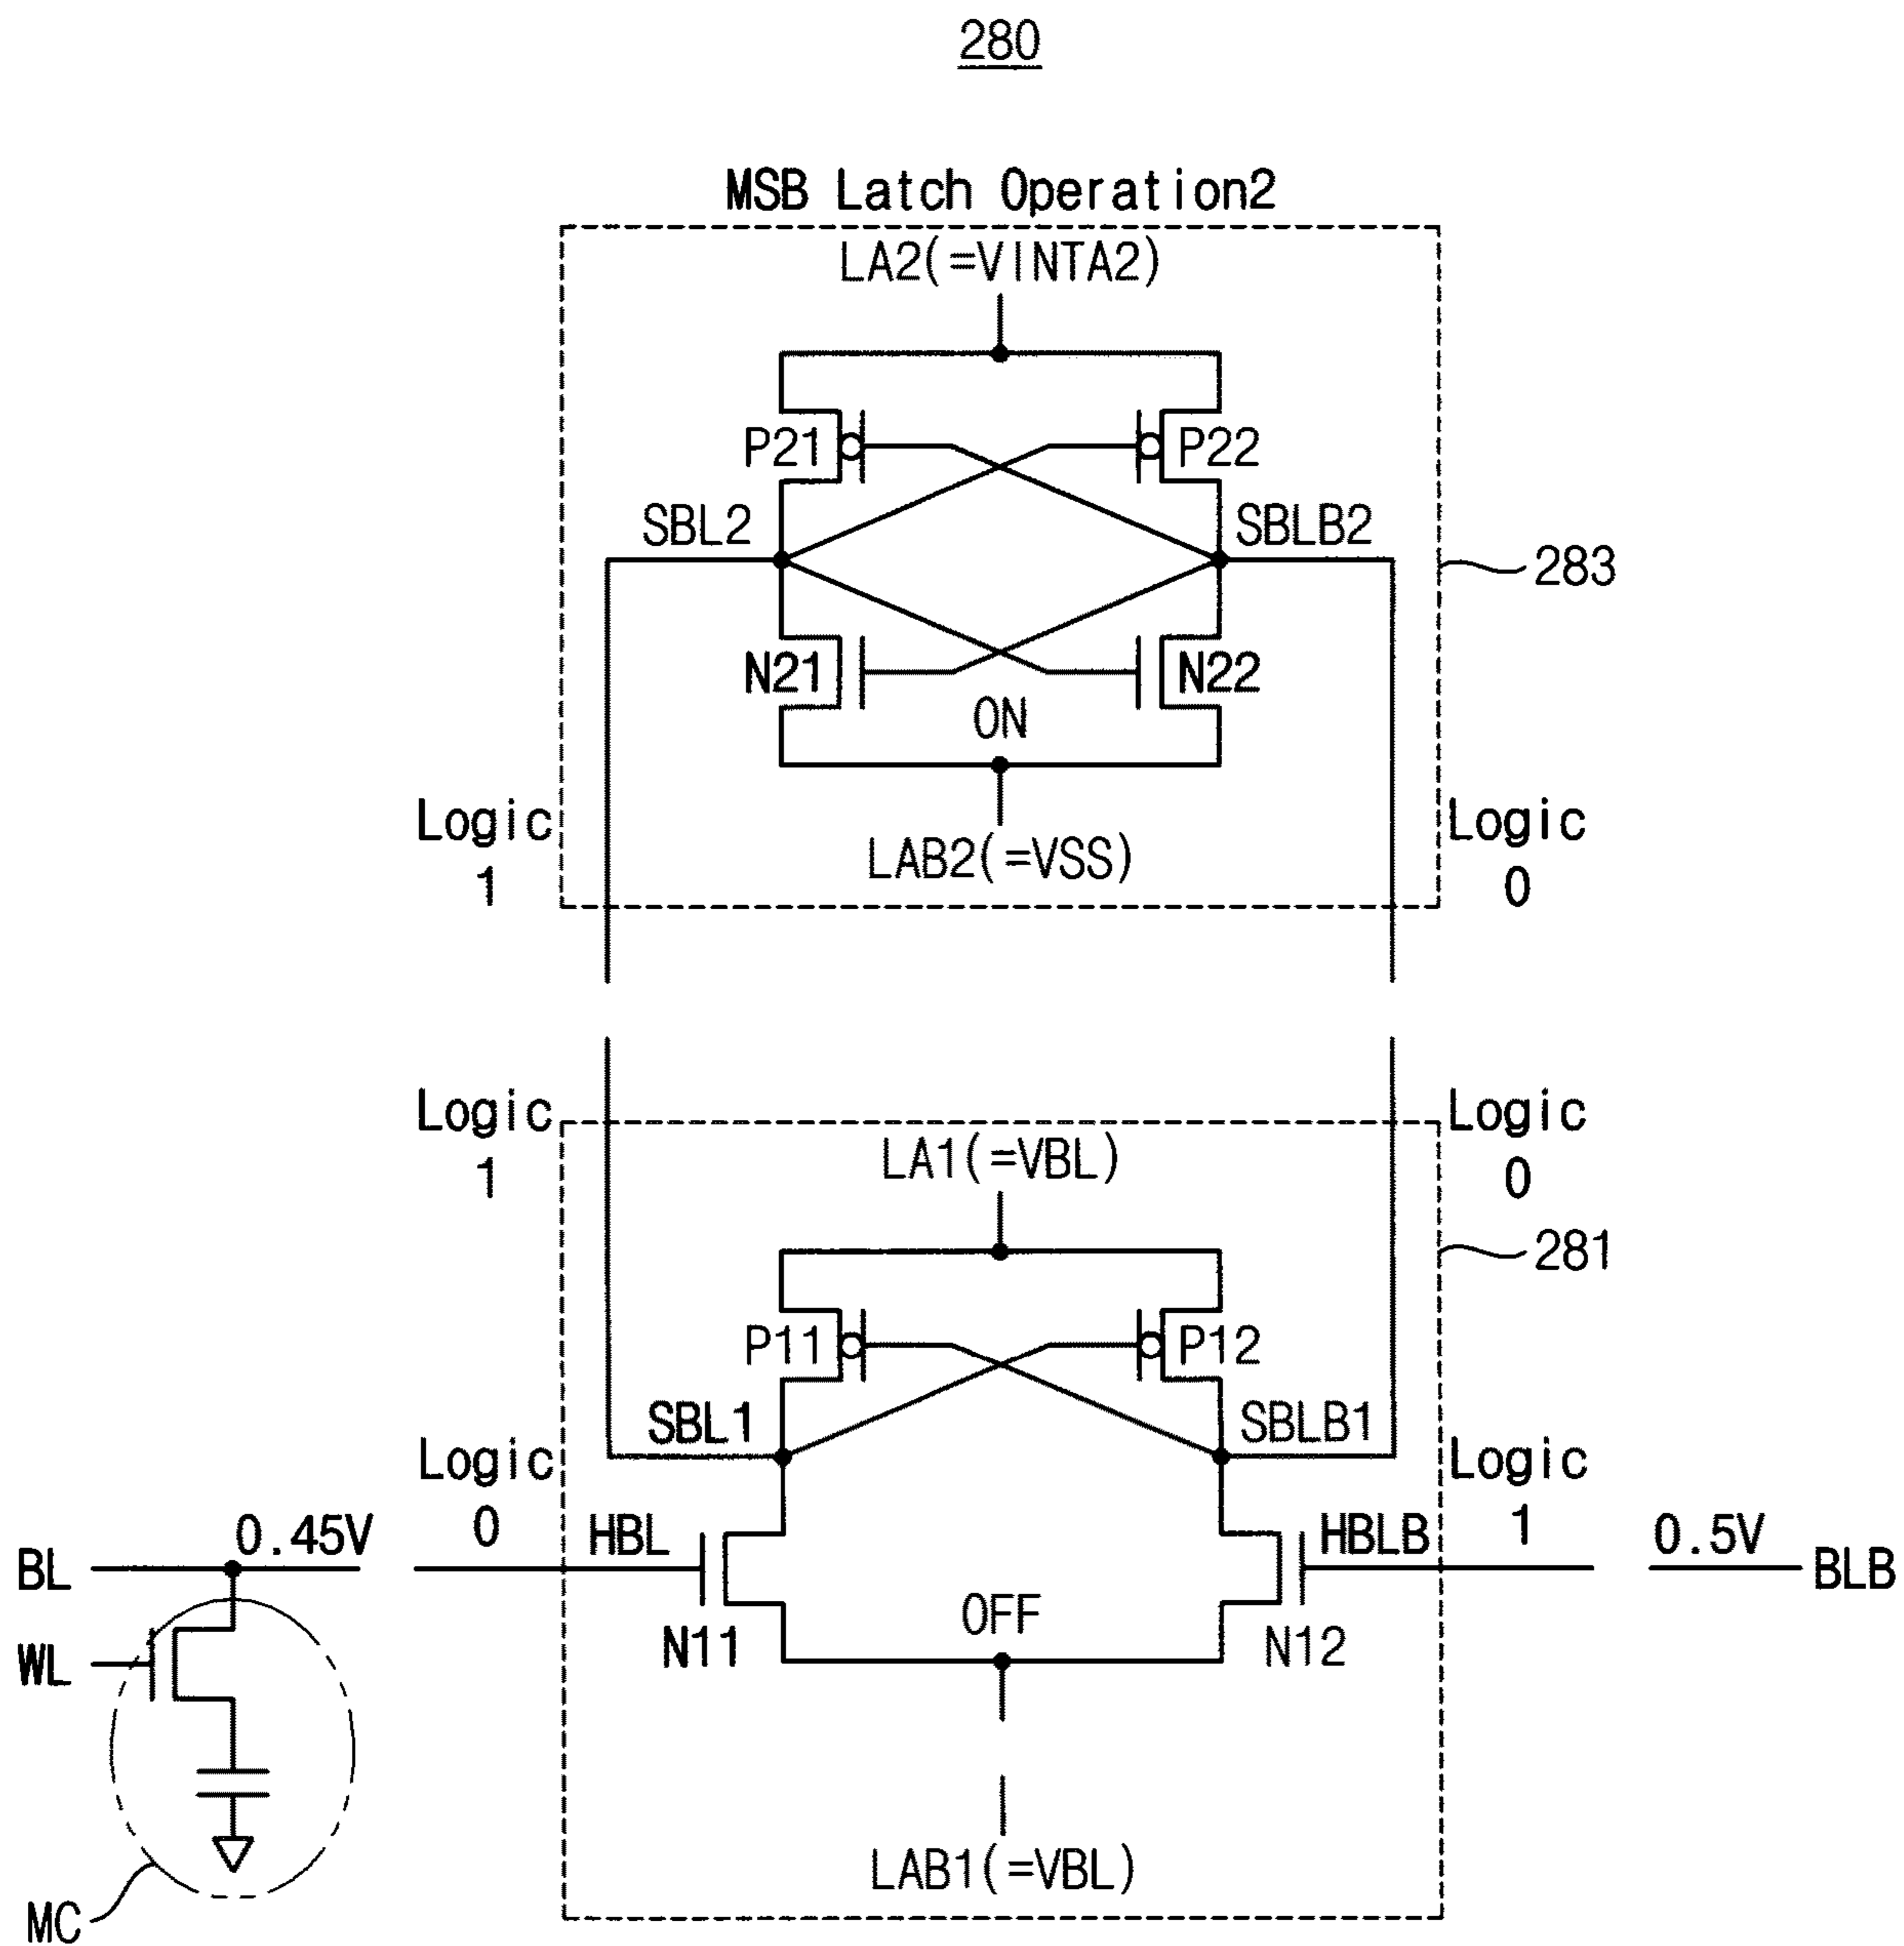 280
MSB Latch Operation2
LA2(=VINTA2)
P21
P22
SBL2
SBLB2
283
N21
N22
ON
Logic
1
Logic
0
LAB2(=VSS)
Logic
1
Logic
0
LA1(=VBL)
281
P11
P12
SBL1
SBLB1
Logic
0
Logic
1
BL
0.45V
HBL
HBLB
0.5V
BLB
WL
N11
OFF
N12
LAB1(=VBL)
MC